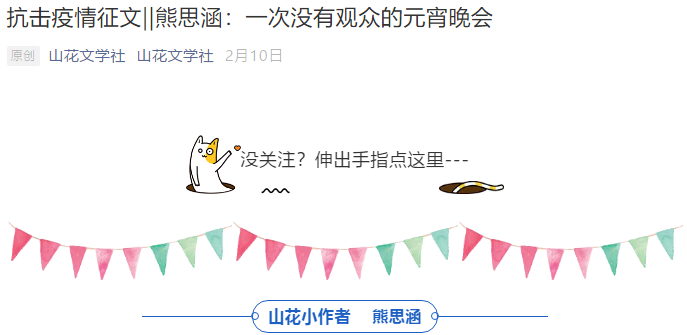 抗击疫情征文||熊思涵：一次没有观众的元宵晚会
原创 山花文学社 山花文学社 2月10日
没关注？伸出手指点这里---
山花小作者 熊思涵